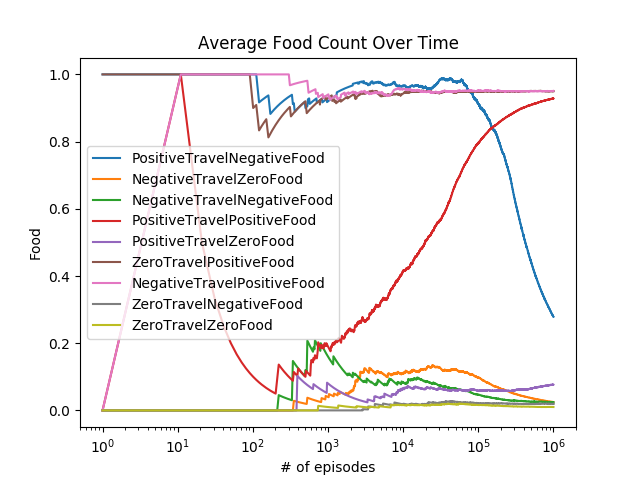 Average Food Count Over Time
Food
1.0
0.8
0.6
0.4
0.2
0.0
PositiveTravelNegativeFood
NegativeTravelZeroFood
NegativeTravelNegativeFood
PositiveTravelPositiveFood
PositiveTravelZeroFood
ZeroTravelPositiveFood
NegativeTravelPositiveFood
ZeroTravelNegativeFood
ZeroTravelZeroFood
10⁰ 10¹ 10² 10³ 10⁴ 10⁵ 10⁶
# of episodes